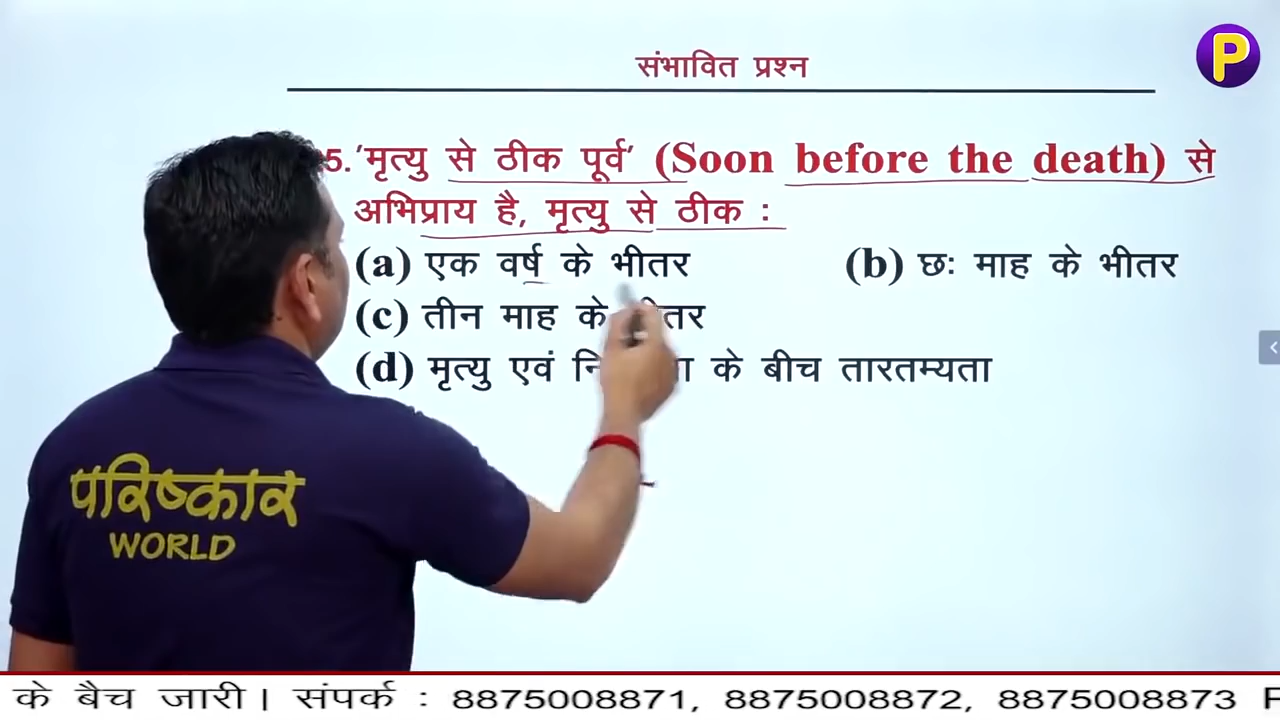 संभावित प्रश्न
P
5. 'मृत्यु से ठीक पूर्व' (Soon before the death) से
अभिप्राय है, मृत्यु से ठीक :
(a) एक वर्ष के भीतर (b) छः माह के भीतर
(c) तीन माह के भीतर
(d) मृत्यु एवं के बीच तारतम्यता
परिष्कार
WORLD
के बैच जारी। संपर्क : 8875008871, 8875008872, 8875008873